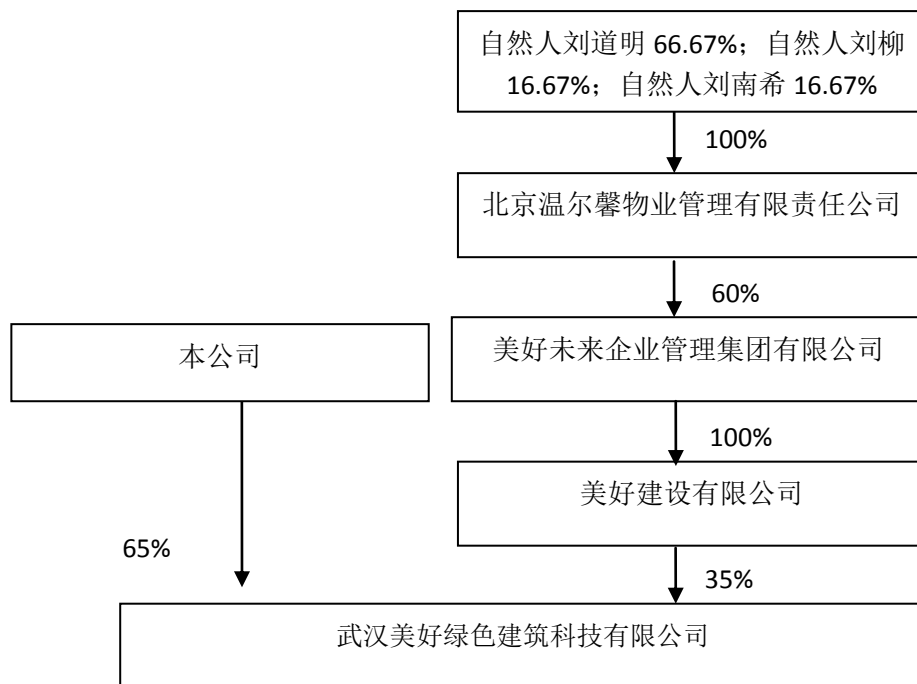 自然人刘道明 66.67%；自然人刘柳
16.67%；自然人刘南希 16.67%
100%
北京温尔馨物业管理有限责任公司
60%
本公司
美好未来企业管理集团有限公司
100%
美好建设有限公司
65%
35%
武汉美好绿色建筑科技有限公司